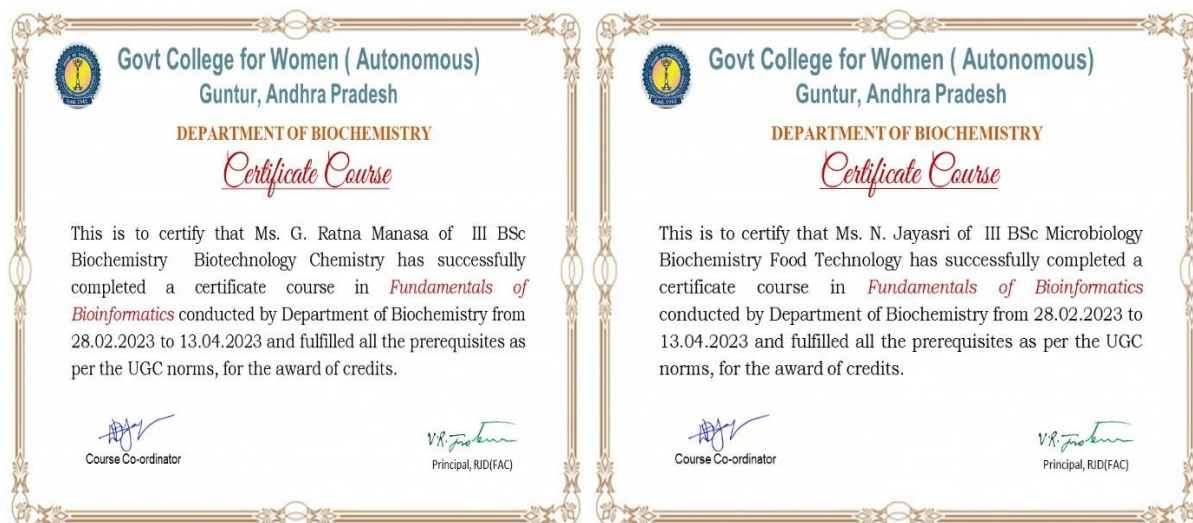 Govt College for Women ( Autonomous)
Guntur, Andhra Pradesh
DEPARTMENT OF BIOCHEMISTRY
Certificate Course
This is to certify that Ms. G. Ratna Manasa of III BSc
Biochemistry Biotechnology Chemistry has successfully
completed a certificate course in Fundamentals of
Bioinformatics conducted by Department of Biochemistry from
28.02.2023 to 13.04.2023 and fulfilled all the prerequisites as
per the UGC norms, for the award of credits.
Course Co-ordinator
V.R.
Principal, RJD(FAC)
Govt College for Women ( Autonomous)
Guntur, Andhra Pradesh
DEPARTMENT OF BIOCHEMISTRY
Certificate Course
This is to certify that Ms. N. Jayasri of III BSc Microbiology
Biochemistry Food Technology has successfully completed a
certificate course in Fundamentals of Bioinformatics
conducted by Department of Biochemistry from 28.02.2023 to
13.04.2023 and fulfilled all the prerequisites as per the UGC
norms, for the award of credits.
Course Co-ordinator
V.R.
Principal, RJD(FAC)